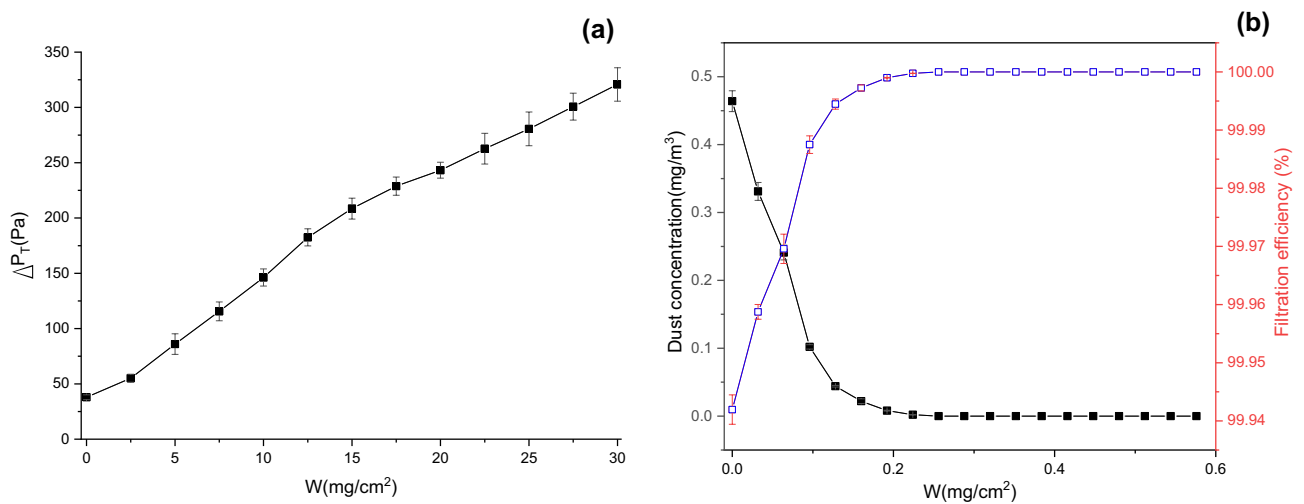 (a)
350
300
250
200
150
100
50
0
△P_T(Pa)
0 5 10 15 20 25 30
W(mg/cm²)
(b)
0.5
0.4
0.3
0.2
0.1
0.0
Dust concentration(mg/m³)
100.00
99.99
99.98
99.97
99.96
99.95
99.94
Filtration efficiency (%)
0.0 0.2 0.4 0.6
W(mg/cm²)